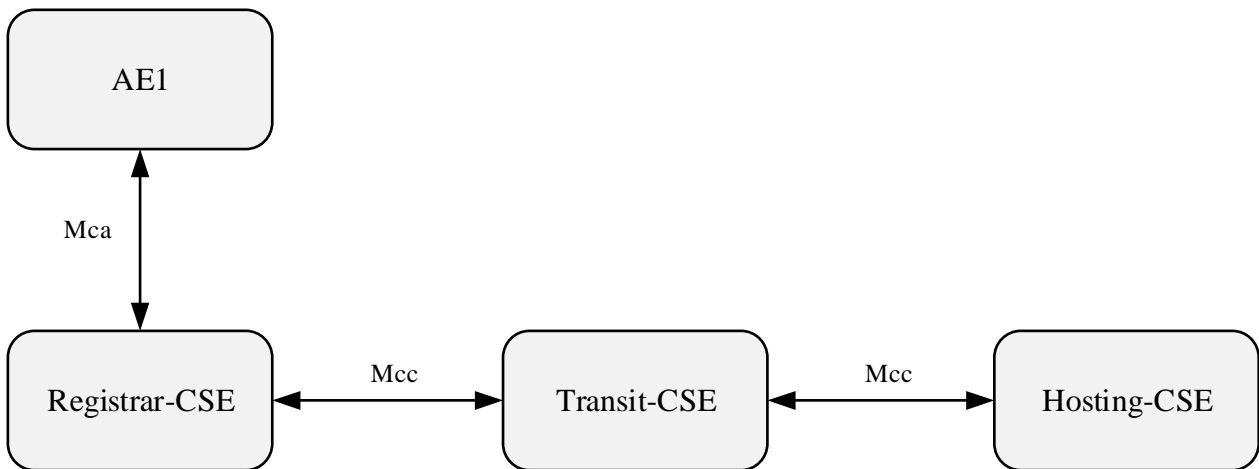 AE1
Mca
Mcc
Mcc
Registrar-CSE
Transit-CSE
Hosting-CSE